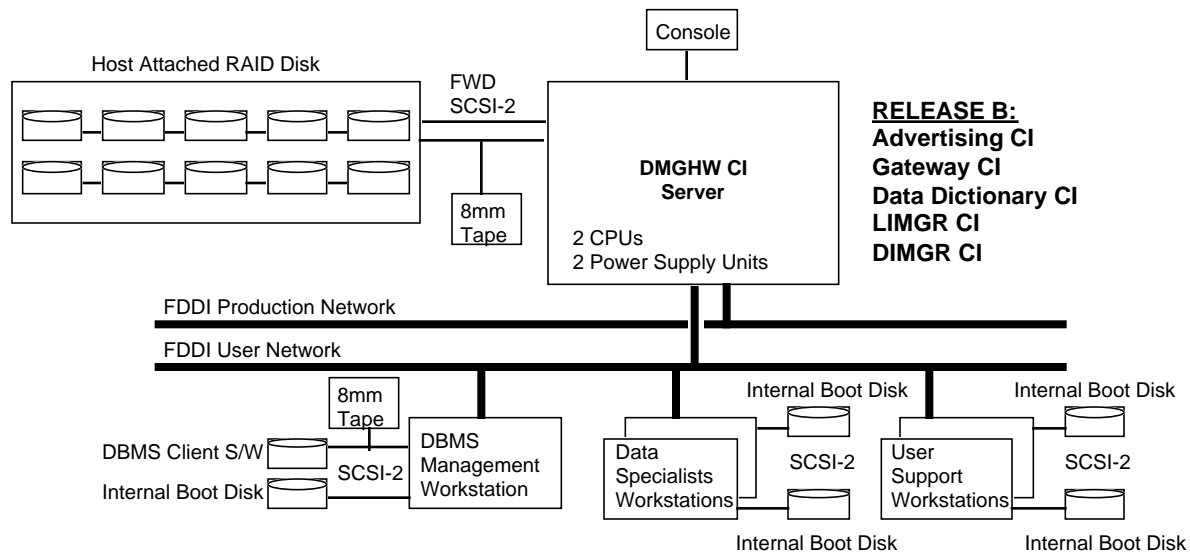 Console
Host Attached RAID Disk
FWD
SCSI-2
RELEASE B:
Advertising CI
Gateway CI
Data Dictionary CI
LIMGR CI
DIMGR CI
DMGHW CI
Server
8mm
Tape
2 CPUs
2 Power Supply Units
FDDI Production Network
FDDI User Network
8mm
Tape
DBMS Client S/W
Internal Boot Disk
SCSI-2
DBMS
Management
Workstation
Internal Boot Disk
Data
Specialists
Workstations
SCSI-2
Internal Boot Disk
Internal Boot Disk
User
Support
Workstations
SCSI-2
Internal Boot Disk